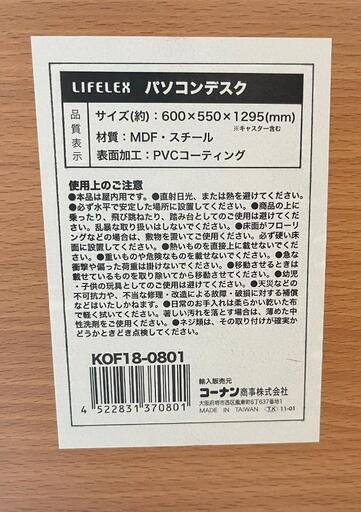 LIFELEX パソコンデスク
品質表示
サイズ(約):600×550×1295(mm)
※キャスター含む
材質:MDF・スチール
表面加工:PVCコーティング
使用上のご注意
●本品は屋内用です。●直射日光、または熱を避けてください。
●必ず水平で安定した場所に設置してください。●商品の上に
乗ったり、飛び跳ねたり、踏み台としてのご使用は避けてください。
乱暴な取り扱いはしないでください。●床面がフローリ
ングなどの場合は、敷物を置いてご使用ください。必ず硬い床
面に設置してください。●熱いものを直接上に載せないでくだ
さい。●重いものや危険なものも載せないでください。●急な
衝撃や偏った荷重は掛けないでください。●移動させるときは
載せているものを取り除いてから移動させてください。●幼児
・子供の玩具としてのご使用は避けてください。●天災など
の不可抗力や、不当な修理・改造による故障・破損に対する補償
などはいたしかねます。●日常のお手入れは柔らかい乾いた布
で軽く拭いてください。著しい汚れを落とす場合は、薄めた中
性洗剤をご使用ください。●ネジ類は、その取り付けが確実か
どうかときどき点検してください。
KOF18-0801
4 522831 370801
輸入販売元
コーナン商事株式会社
大阪府堺市西区鳳東町6丁637番地1
MADE IN TAIWAN T.K 11-01